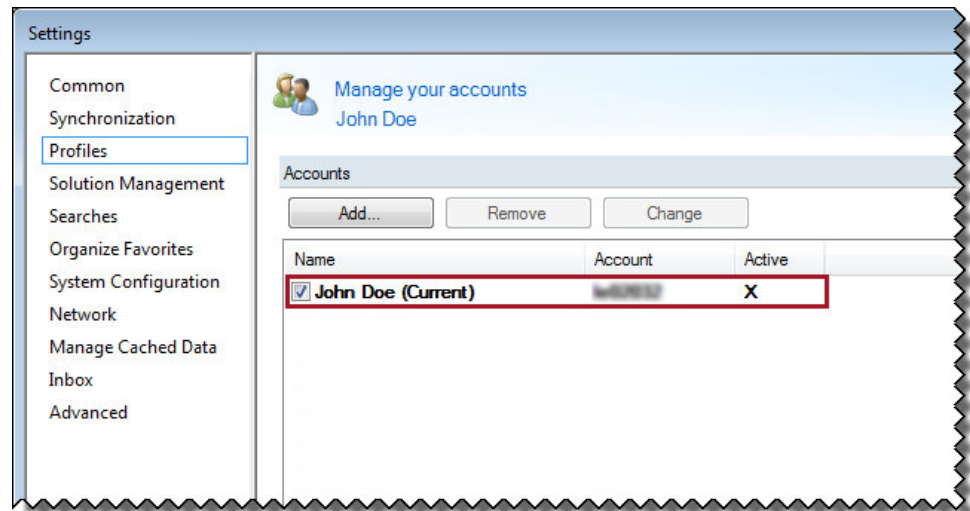 Settings
Common
Synchronization
Profiles
Solution Management
Searches
Organize Favorites
System Configuration
Network
Manage Cached Data
Inbox
Advanced
Manage your accounts
John Doe
Accounts
Add... Remove Change
Name Account Active
John Doe (Current) X